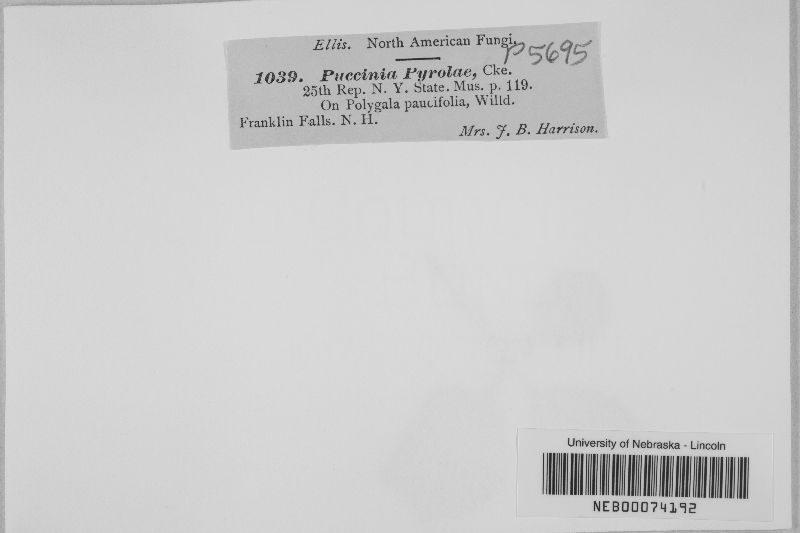 Ellis. North American Fungi.
P5695
1039. Puccinia Pyrolae, Cke.
25th Rep. N. Y. State. Mus. p. 119.
On Polygala paucifolia, Willd.
Franklin Falls. N. H.
Mrs. J. B. Harrison.
University of Nebraska - Lincoln
NEB00074192